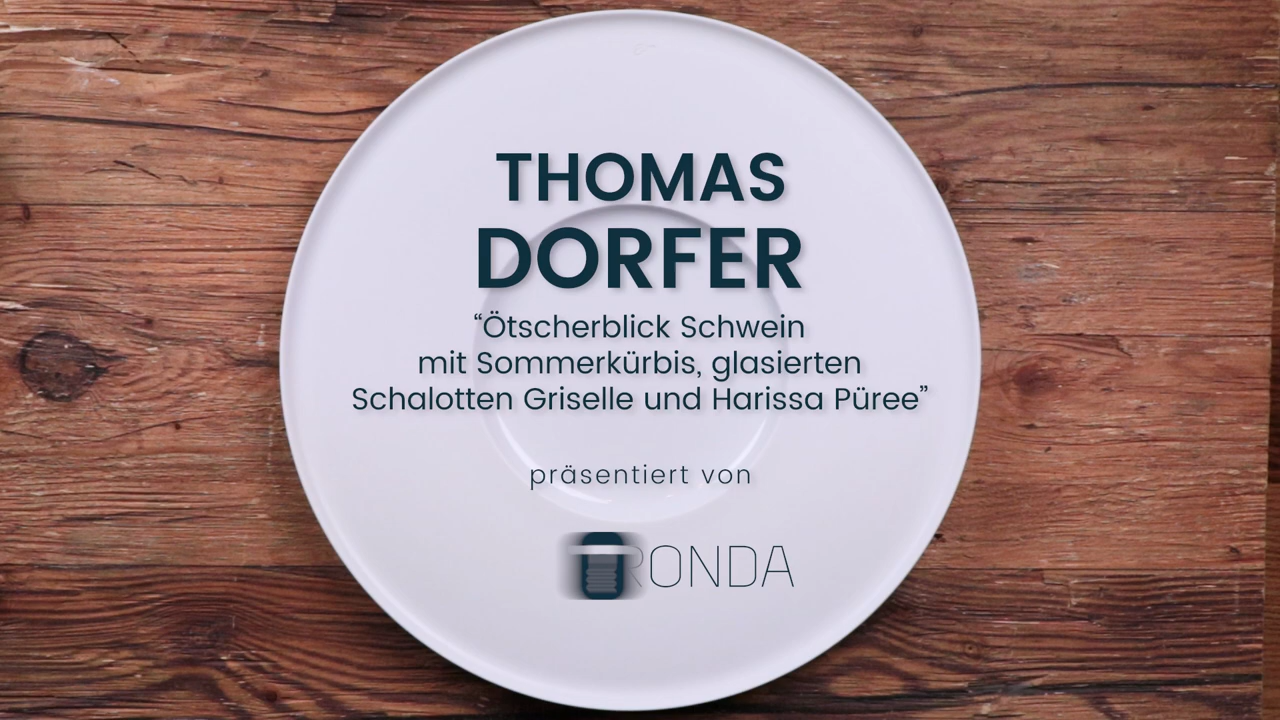 THOMAS
DORFER
“Ötscherblick Schwein
mit Sommerkürbis, glasierten
Schalotten Griselle und Harissa Püree”
präsentiert von
RONDA